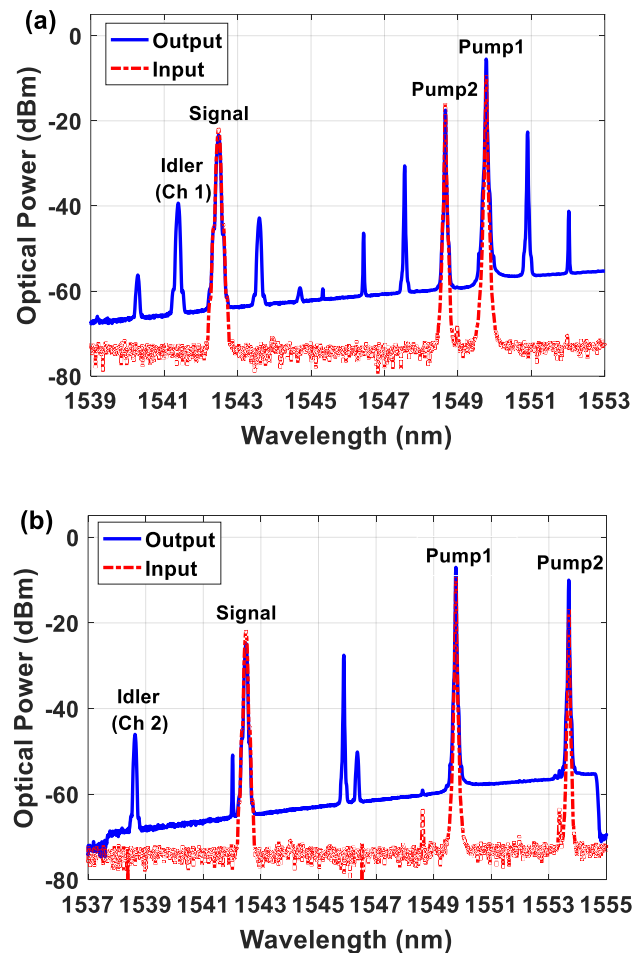 (a)
Output
Input
Pump1
Pump2
Signal
Idler
(Ch 1)
Optical Power (dBm)
0
-20
-40
-60
-80
1539 1541 1543 1545 1547 1549 1551 1553
Wavelength (nm)
(b)
Output
Input
Pump1
Pump2
Signal
Idler
(Ch 2)
Optical Power (dBm)
0
-20
-40
-60
-80
1537 1539 1541 1543 1545 1547 1549 1551 1553 1555
Wavelength (nm)